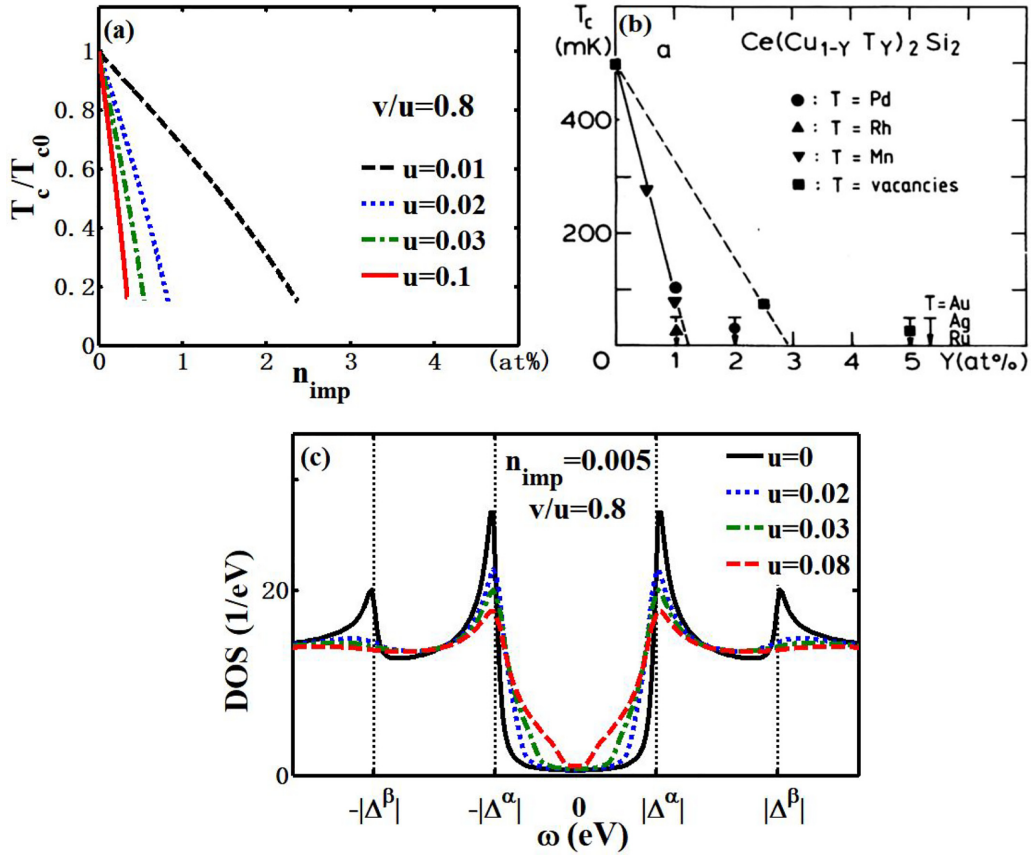 (a)
1
0.8
0.6
0.4
0.2
0
T_c/T_c0
v/u=0.8
u=0.01
u=0.02
u=0.03
u=0.1
0 1 2 3 4 (at%)
n_imp
(b)
T_c
(mK)
a
Ce(Cu_1-Y T_Y)_2 Si_2
: T = Pd
: T = Rh
: T = Mn
: T = vacancies
400
200
0
T=Au
Ag
Ru
1 2 3 4 5 Y(at%)
(c)
n_imp=0.005
v/u=0.8
u=0
u=0.02
u=0.03
u=0.08
DOS (1/eV)
20
0
-|Δ^β| -|Δ^α| 0 |Δ^α| |Δ^β|
ω (eV)